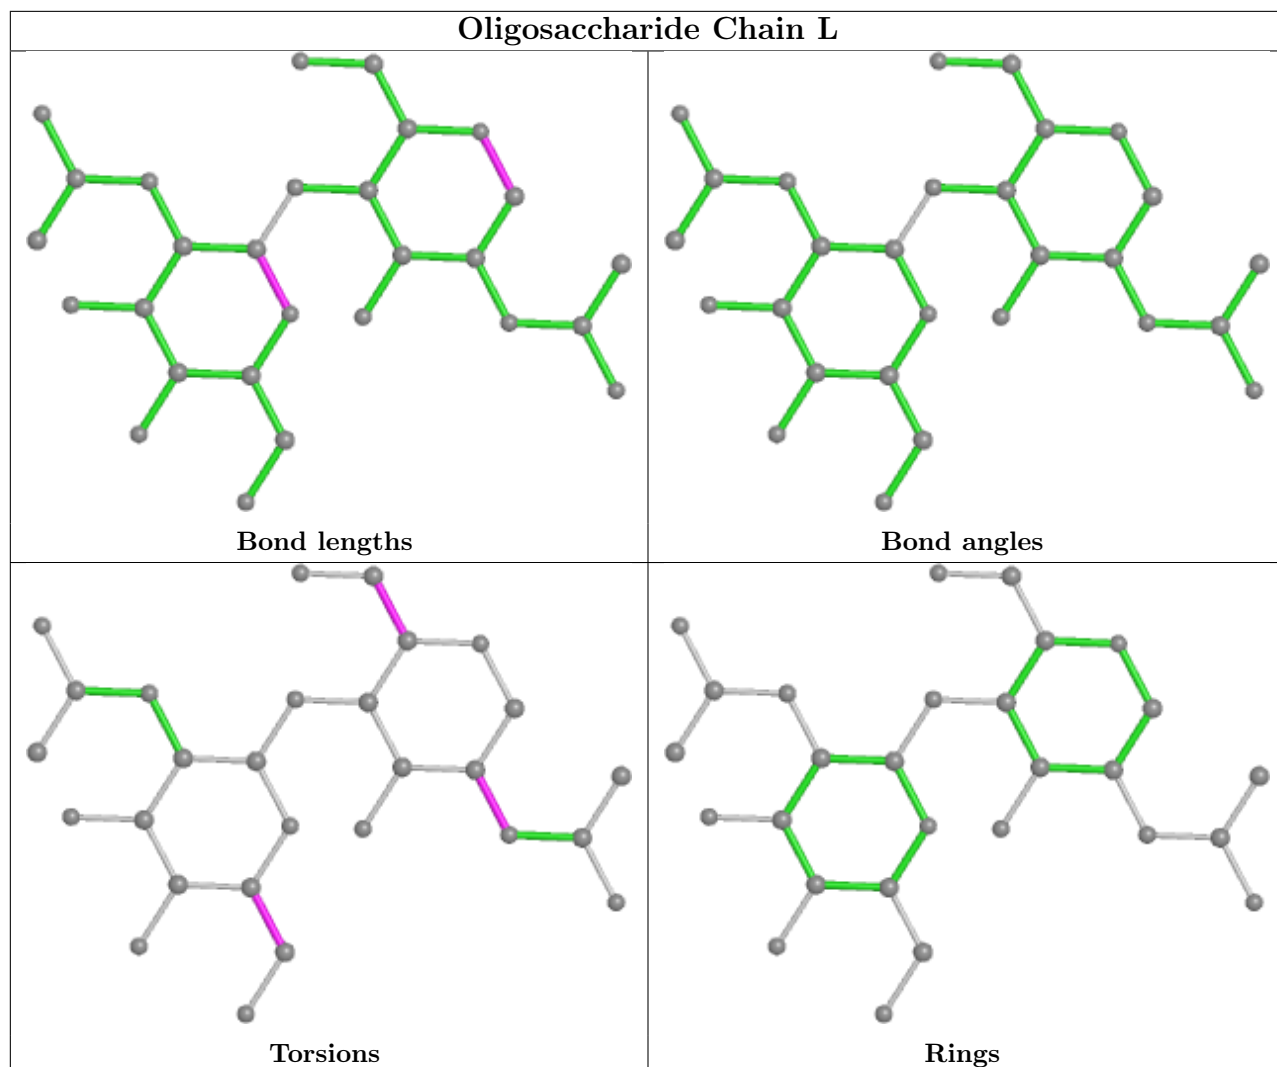 Oligosaccharide Chain L
Bond lengths
Bond angles
Torsions
Rings